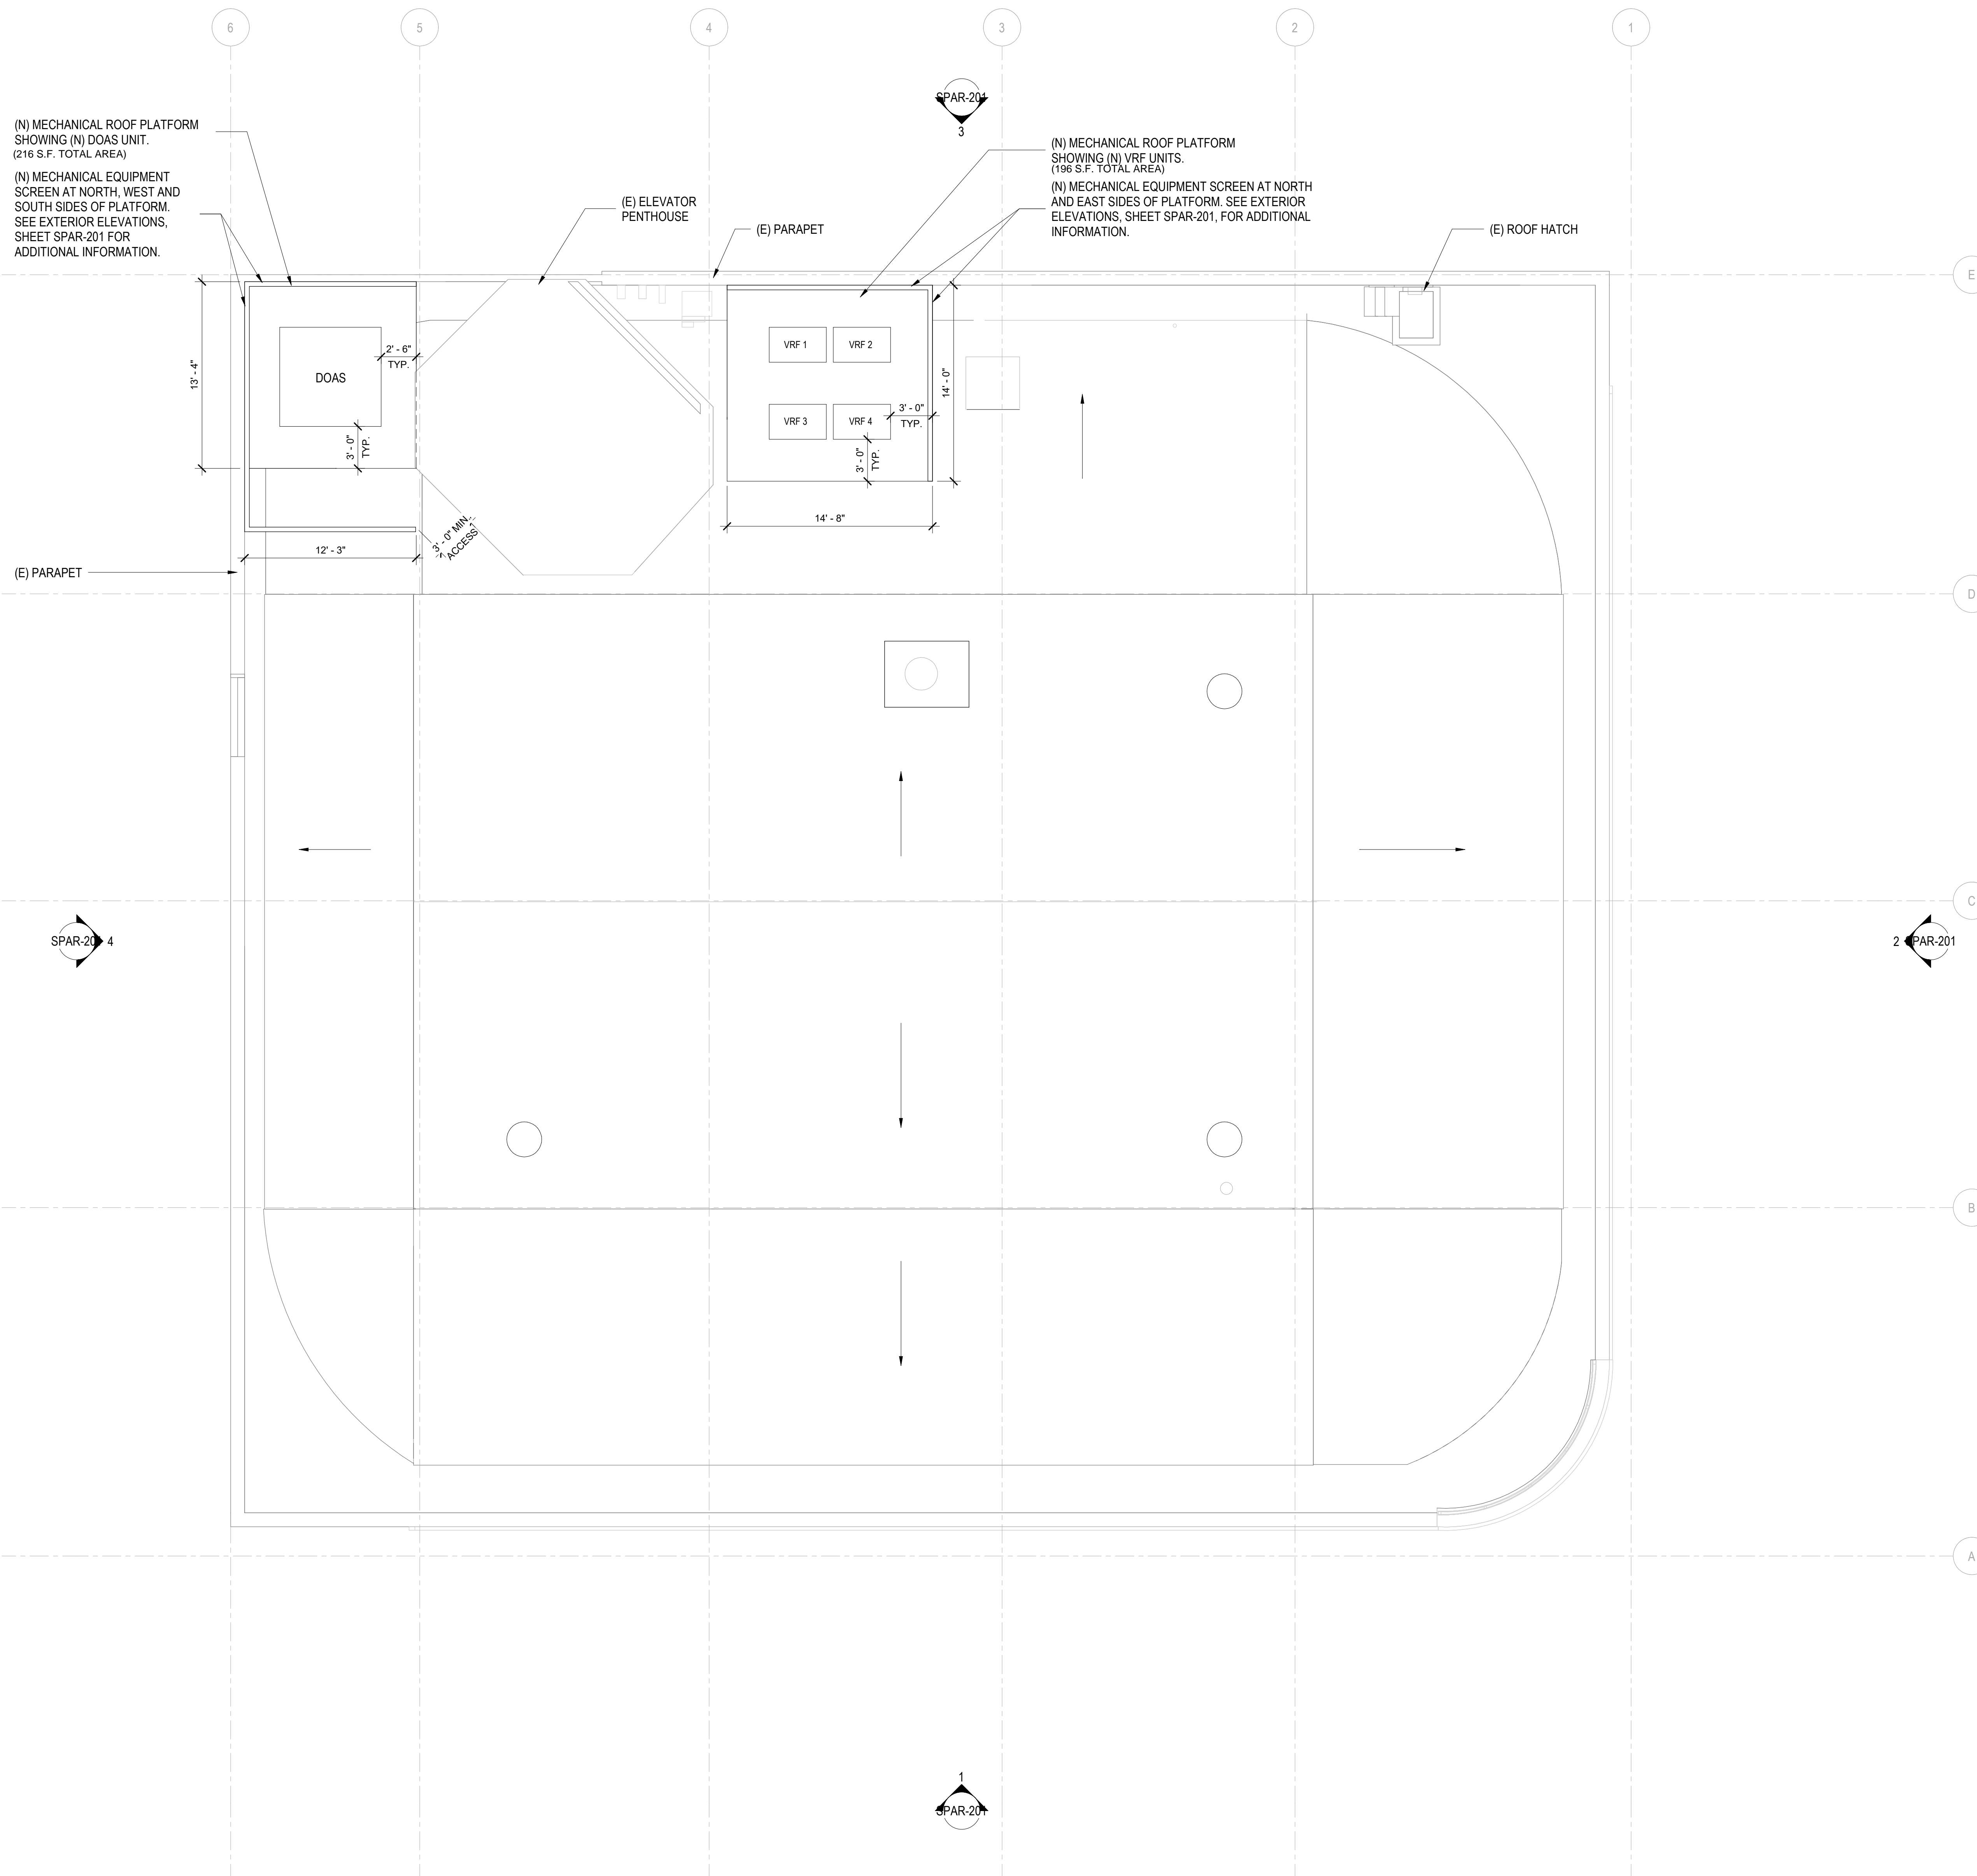 6
5
4
3
2
1
SPAR-201
3
(N) MECHANICAL ROOF PLATFORM
SHOWING (N) DOAS UNIT.
(216 S.F. TOTAL AREA)
(N) MECHANICAL EQUIPMENT
SCREEN AT NORTH, WEST AND
SOUTH SIDES OF PLATFORM.
SEE EXTERIOR ELEVATIONS,
SHEET SPAR-201 FOR
ADDITIONAL INFORMATION.
(E) ELEVATOR
PENTHOUSE
(E) PARAPET
(N) MECHANICAL ROOF PLATFORM
SHOWING (N) VRF UNITS.
(196 S.F. TOTAL AREA)
(N) MECHANICAL EQUIPMENT SCREEN AT NORTH
AND EAST SIDES OF PLATFORM. SEE EXTERIOR
ELEVATIONS, SHEET SPAR-201, FOR ADDITIONAL
INFORMATION.
(E) ROOF HATCH
E
13' - 4"
DOAS
2' - 6"
TYP.
3' - 0"
TYP.
VRF 1
VRF 2
VRF 3
VRF 4
3' - 0"
TYP.
3' - 0"
TYP.
14' - 0"
14' - 8"
12' - 3"
3' - 0" MIN.
ACCESS
(E) PARAPET
D
C
SPAR-201
4
2
SPAR-201
B
A
1
SPAR-201